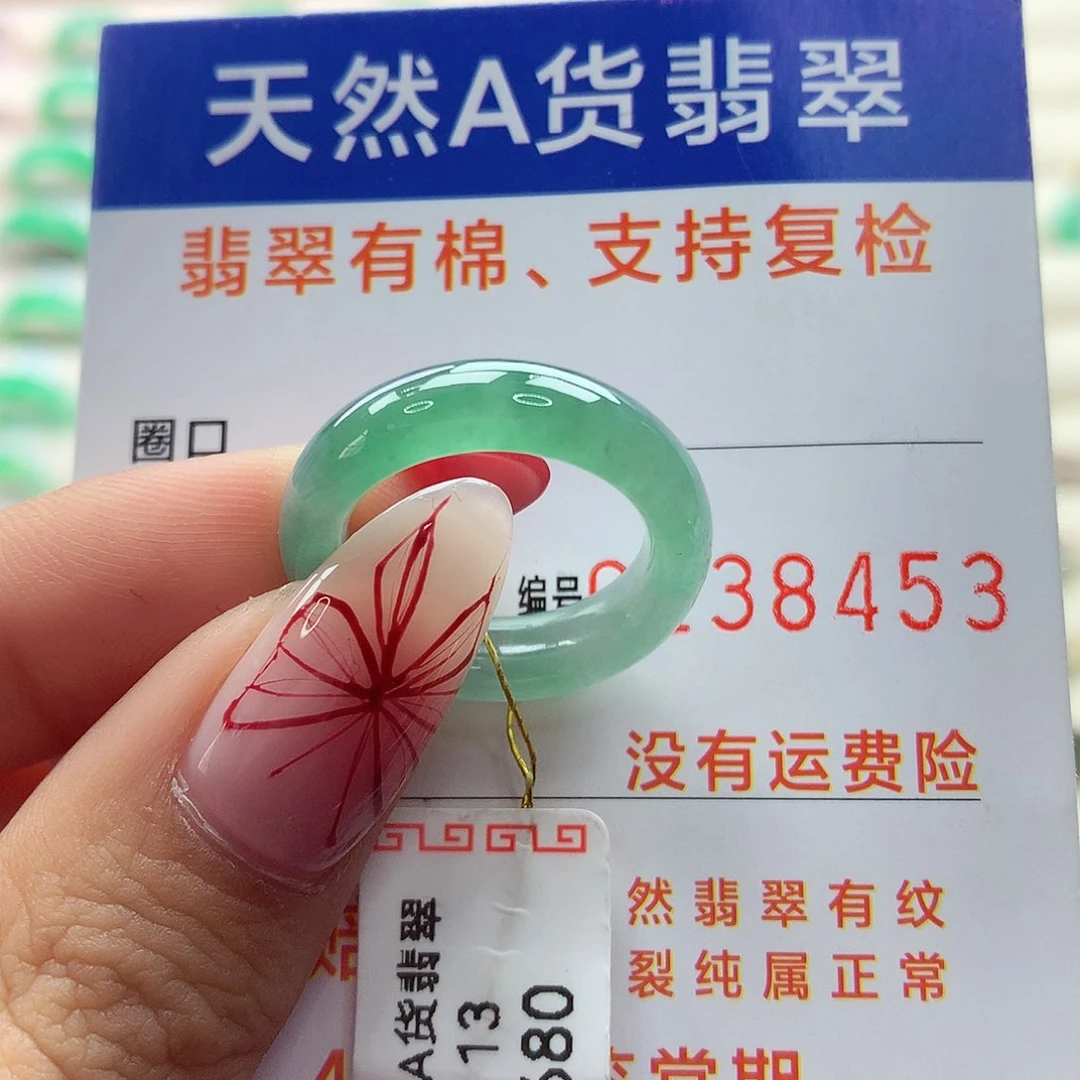 天然A货翡翠
翡翠有棉、支持复检
圈口
编号 38453
没有运费险
然翡翠有纹
裂纯属正常
A货翡翠
13
680